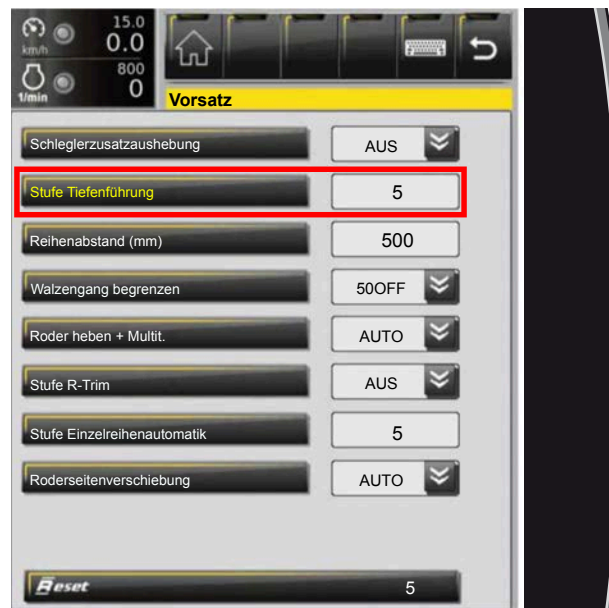 15.0
km/h 0.0
800
1/min 0
Vorsatz
Schleglerzusatzaushebung AUS
Stufe Tiefenführung 5
Reihenabstand (mm) 500
Walzengang begrenzen 50OFF
Roder heben + Multit. AUTO
Stufe R-Trim AUS
Stufe Einzelreihenautomatik 5
Roderseitenverschiebung AUTO
Reset 5